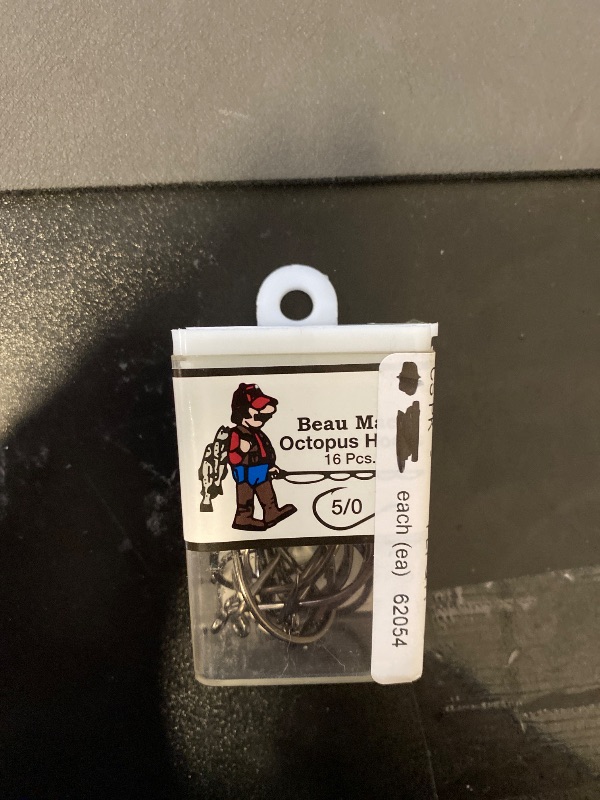 Beau Ma
Octopus Ho
16 Pcs.
5/0
each (ea) 62054